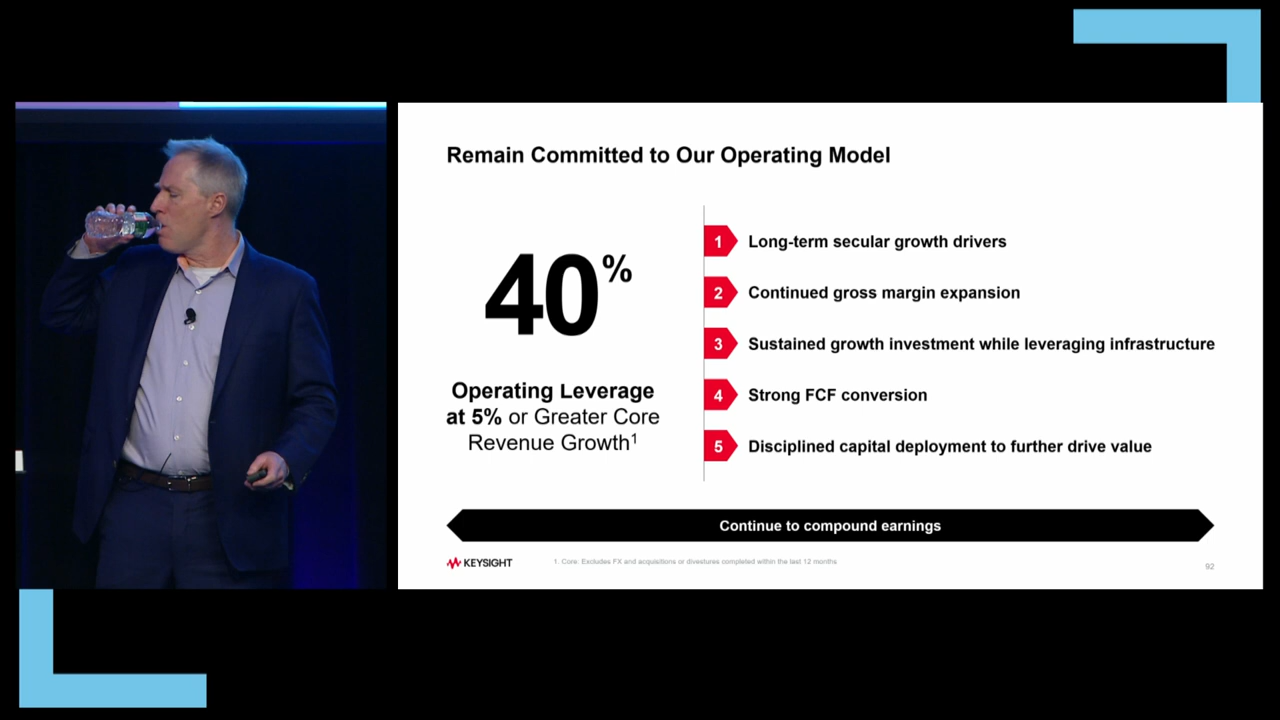 Remain Committed to Our Operating Model
40%
Operating Leverage
at 5% or Greater Core
Revenue Growth1
1 Long-term secular growth drivers
2 Continued gross margin expansion
3 Sustained growth investment while leveraging infrastructure
4 Strong FCF conversion
5 Disciplined capital deployment to further drive value
Continue to compound earnings
KEYSIGHT
1. Core: Excludes FX and acquisitions or divestures completed within the last 12 months
92